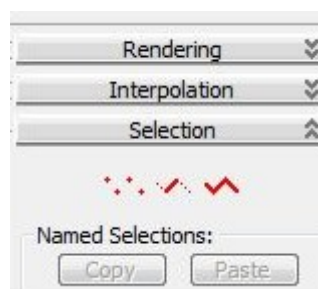 Rendering
Interpolation
Selection
Named Selections:
Copy Paste